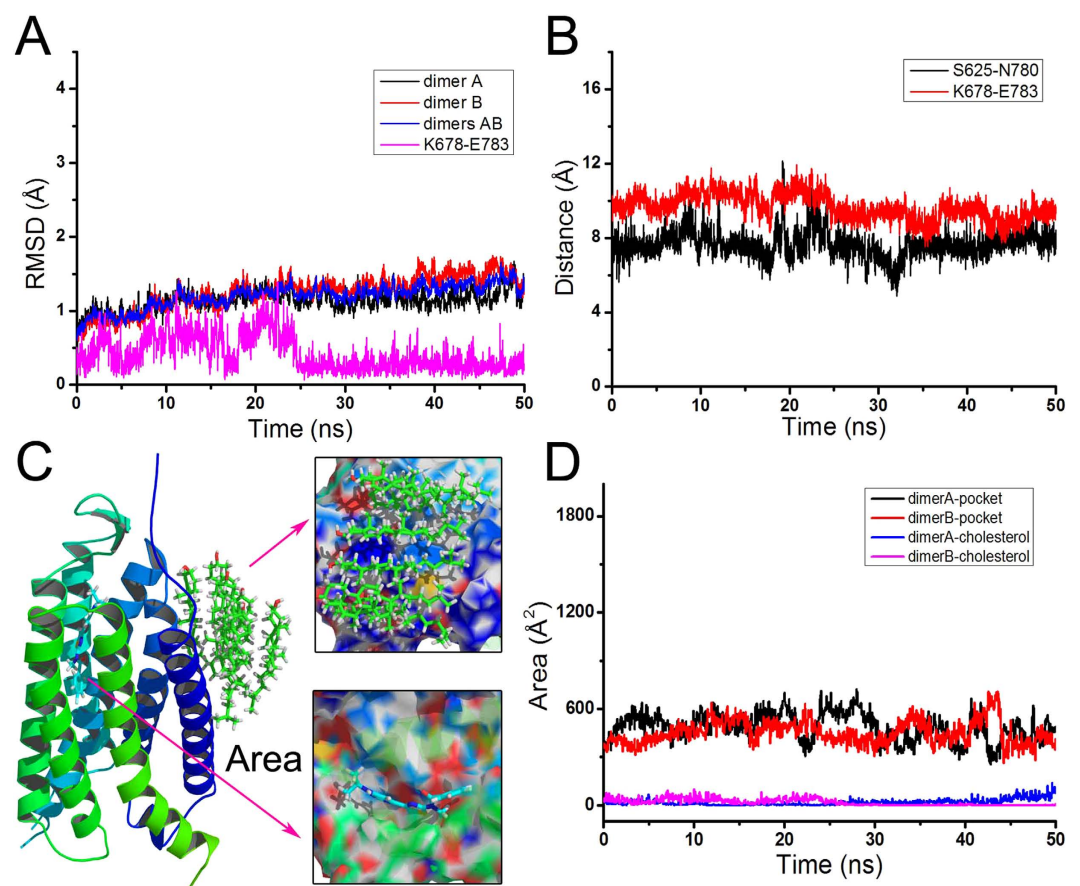 A
RMSD (Å)
4
3
2
1
0
0
10
20
30
40
50
Time (ns)
dimer A
dimer B
dimers AB
K678-E783
B
Distance (Å)
16
12
8
4
0
0
10
20
30
40
50
Time (ns)
S625-N780
K678-E783
C
Area
D
Area (Å²)
1800
1200
600
0
0
10
20
30
40
50
Time (ns)
dimerA-pocket
dimerB-pocket
dimerA-cholesterol
dimerB-cholesterol